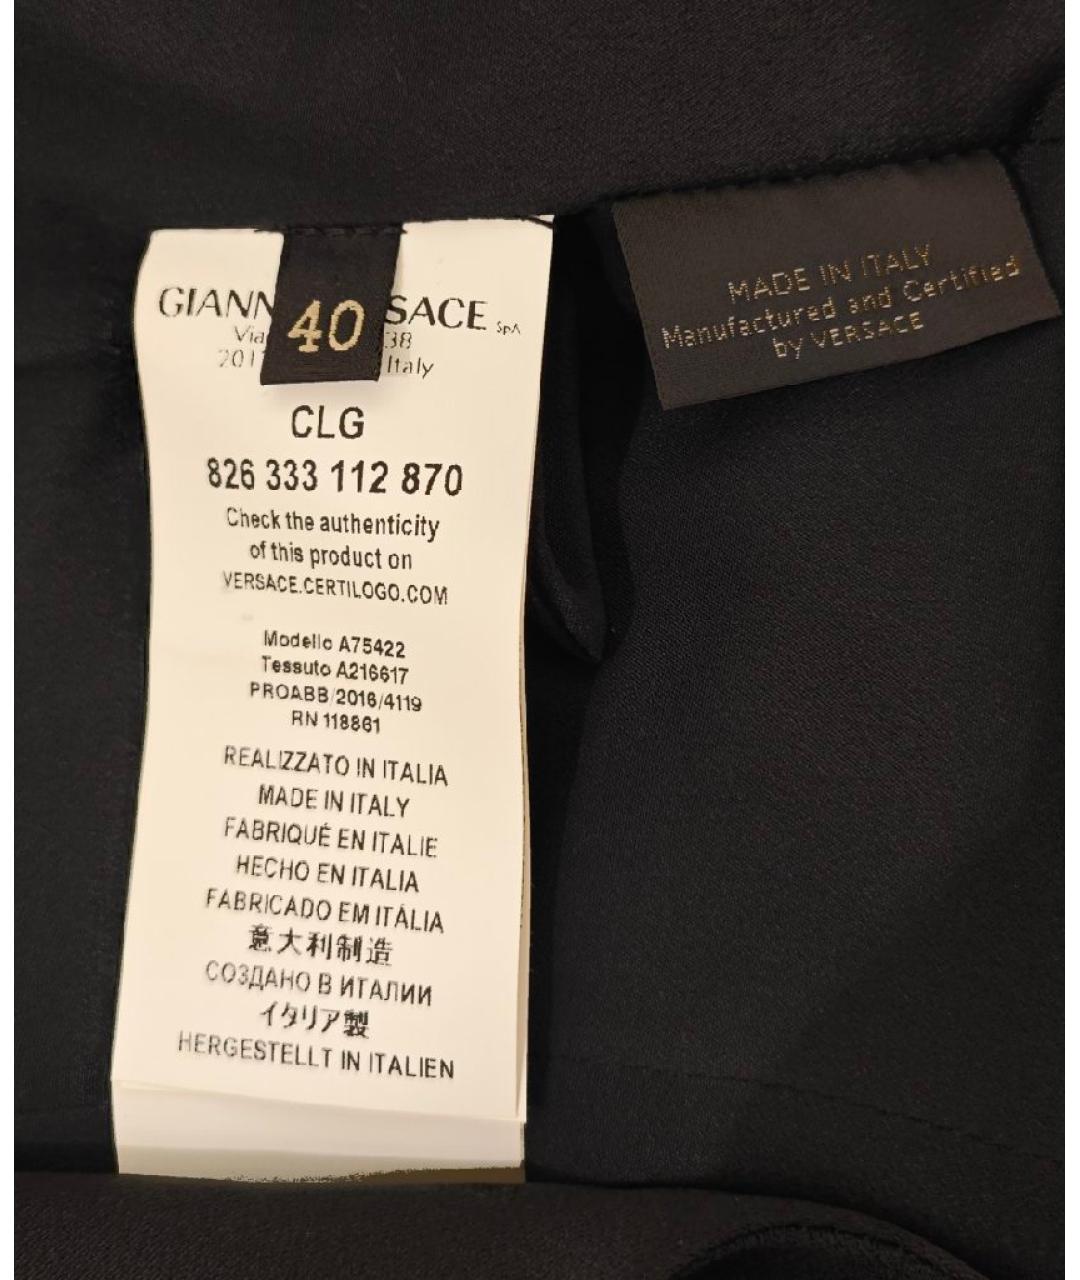 GIANN SACE SpA
Via 38
201 Italy
40
CLG
826 333 112 870
Check the authenticity
of this product on
VERSACE.CERTILOGO.COM
Modello A75422
Tessuto A216617
PROABB/2016/4119
RN 118861
REALIZZATO IN ITALIA
MADE IN ITALY
FABRIQUÉ EN ITALIE
HECHO EN ITALIA
FABRICADO EM ITÁLIA
意大利制造
СОЗДАНО В ИТАЛИИ
イタリア製
HERGESTELLT IN ITALIEN
MADE IN ITALY
Manufactured and Certified
by VERSACE